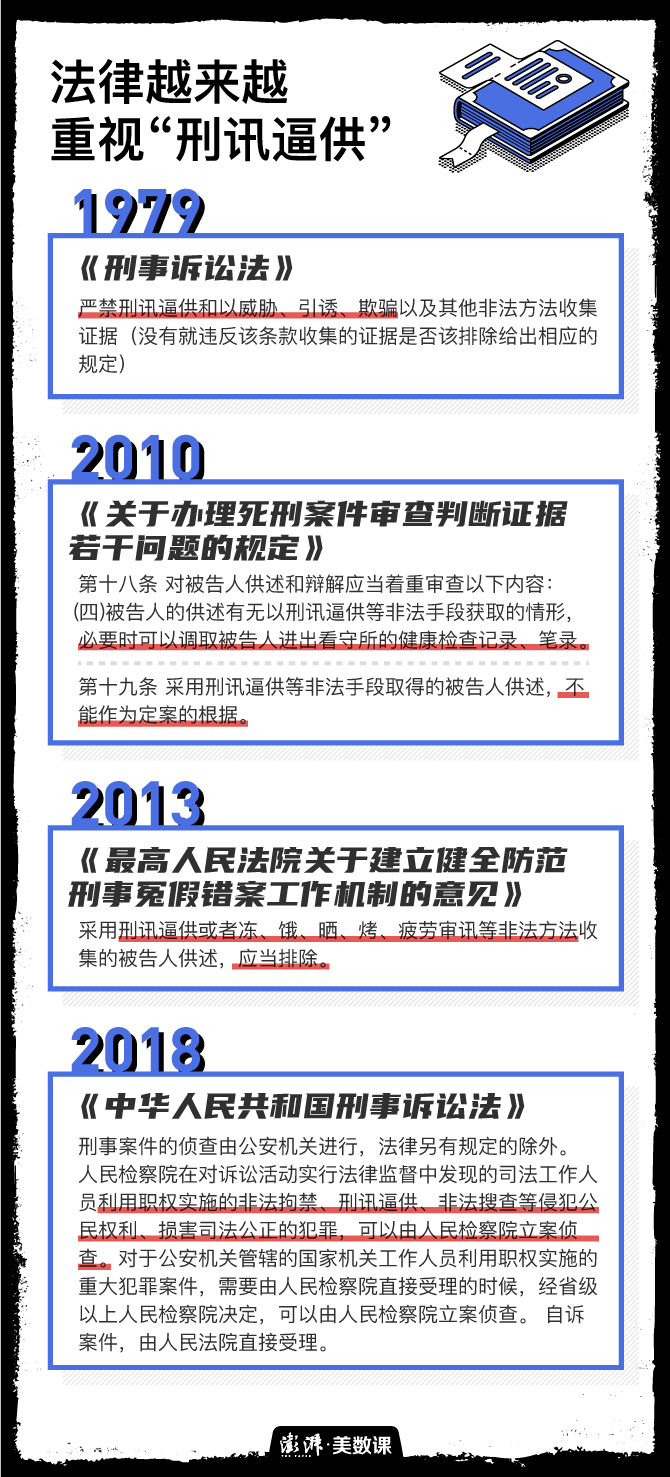 法律越来越
重视“刑讯逼供”
1979
《刑事诉讼法》
严禁刑讯逼供和以威胁、引诱、欺骗以及其他非法方法收集
证据（没有就违反该条款收集的证据是否该排除给出相应的
规定）
2010
《关于办理死刑案件审查判断证据
若干问题的规定》
第十八条 对被告人供述和辩解应当着重审查以下内容：
(四)被告人的供述有无以刑讯逼供等非法手段获取的情形，
必要时可以调取被告人进出看守所的健康检查记录、笔录。
第十九条 采用刑讯逼供等非法手段取得的被告人供述，不
能作为定案的根据。
2013
《最高人民法院关于建立健全防范
刑事冤假错案工作机制的意见》
采用刑讯逼供或者冻、饿、晒、烤、疲劳审讯等非法方法收
集的被告人供述，应当排除。
2018
《中华人民共和国刑事诉讼法》
刑事案件的侦查由公安机关进行，法律另有规定的除外。
人民检察院在对诉讼活动实行法律监督中发现的司法工作人
员利用职权实施的非法拘禁、刑讯逼供、非法搜查等侵犯公
民权利、损害司法公正的犯罪，可以由人民检察院立案侦
查。对于公安机关管辖的国家机关工作人员利用职权实施的
重大犯罪案件，需要由人民检察院直接受理的时候，经省级
以上人民检察院决定，可以由人民检察院立案侦查。 自诉
案件，由人民法院直接受理。
澎湃·美数课